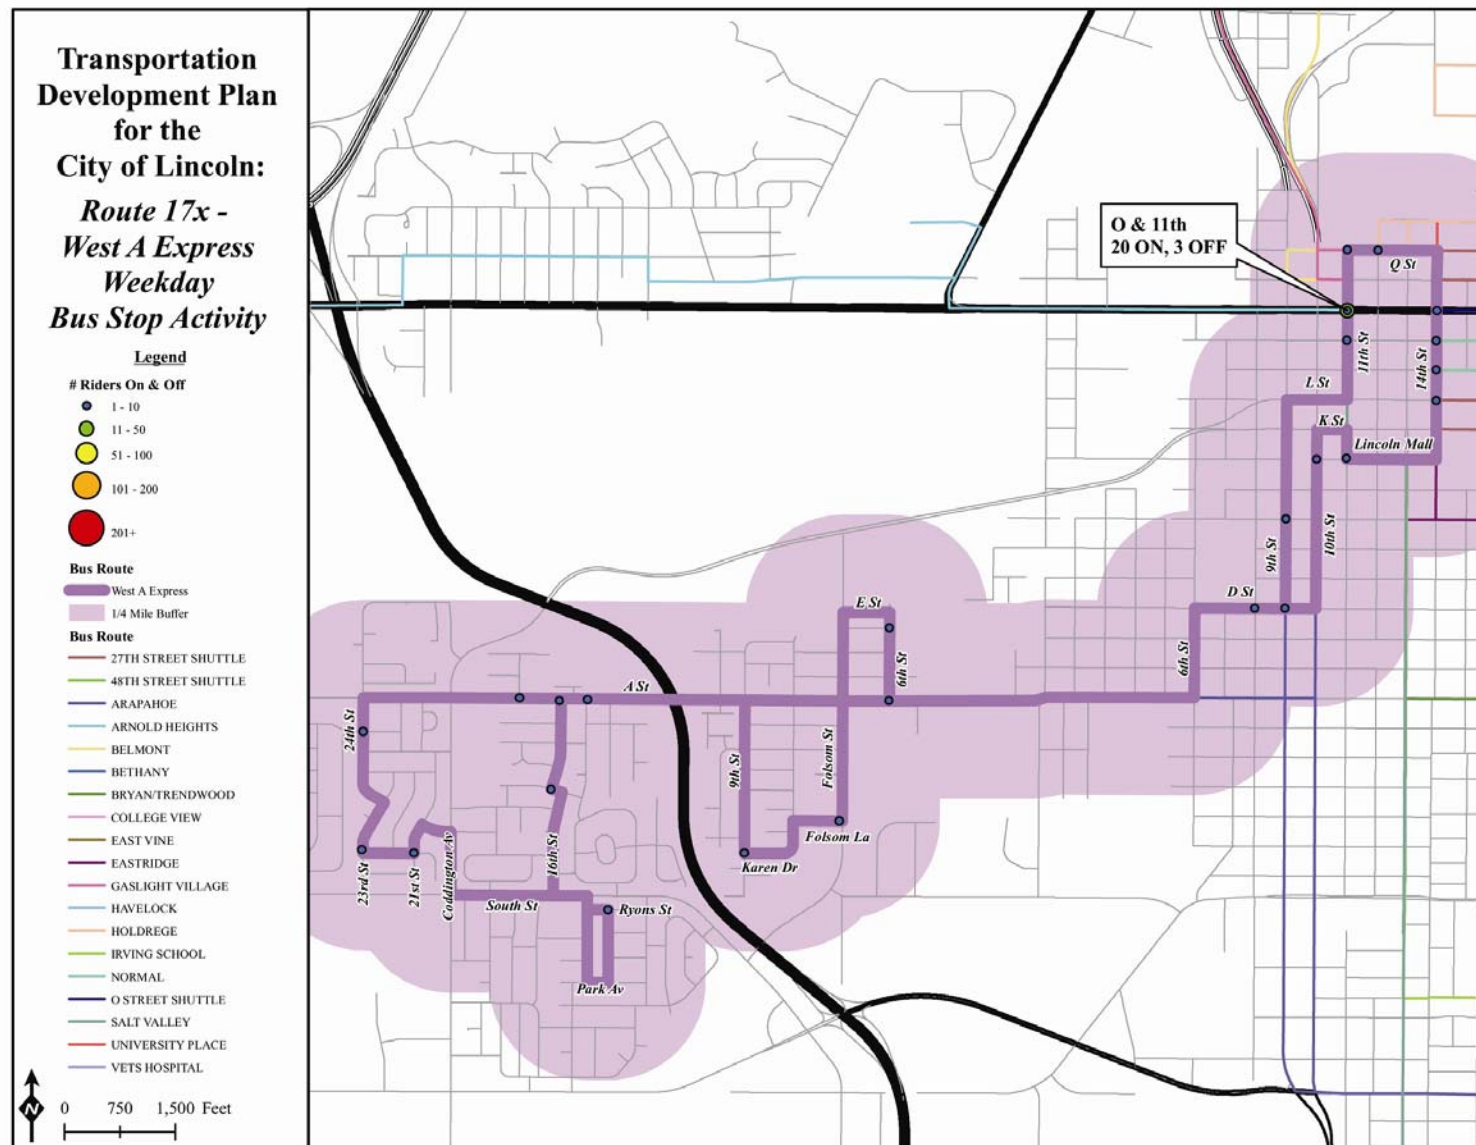 Transportation
Development Plan
for the
City of Lincoln:
Route 17x -
West A Express
Weekday
Bus Stop Activity
Legend
# Riders On & Off
1 - 10
11 - 50
51 - 100
101 - 200
201+
Bus Route
West A Express
1/4 Mile Buffer
Bus Route
27TH STREET SHUTTLE
48TH STREET SHUTTLE
ARAPAHOE
ARNOLD HEIGHTS
BELMONT
BETHANY
BRYAN/TRENDWOOD
COLLEGE VIEW
EAST VINE
EASTRIDGE
GASLIGHT VILLAGE
HAVELOCK
HOLDREGE
IRVING SCHOOL
NORMAL
O STREET SHUTTLE
SALT VALLEY
UNIVERSITY PLACE
VETS HOSPITAL
N
0 750 1,500 Feet
O & 11th
20 ON, 3 OFF
Q St
11th St
14th St
L St
K St
Lincoln Mall
9th St
10th St
D St
6th St
E St
6th St
A St
24th St
9th St
Folsom St
Folsom La
Karen Dr
16th St
23rd St
21st St
Coddington Av
South St
Ryons St
Park Av